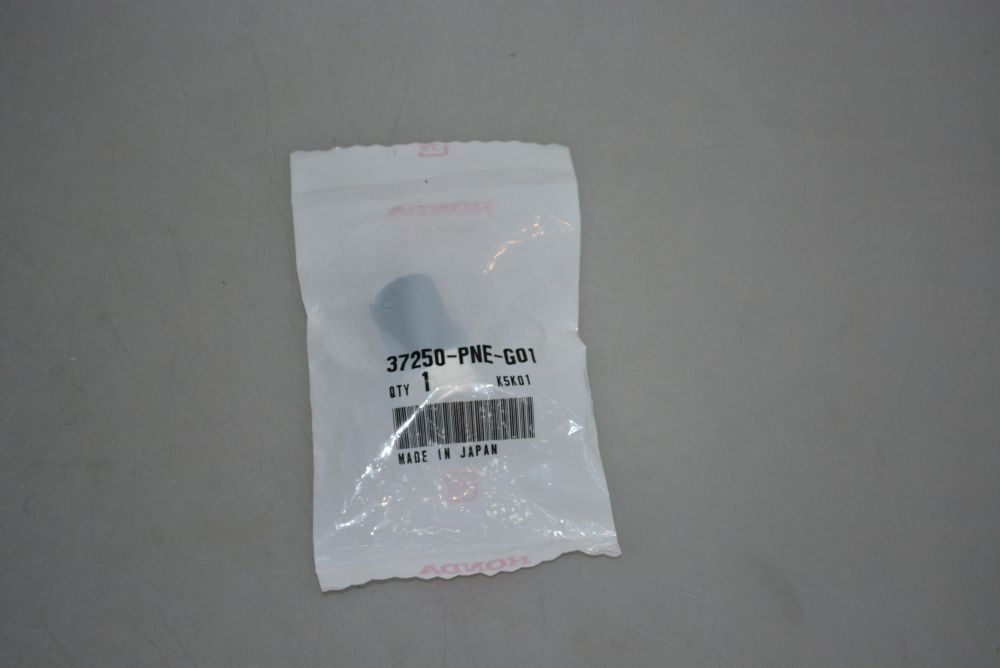 HONDA
37250-PNE-G01
QTY 1 K5K01
MADE IN JAPAN
HONDA